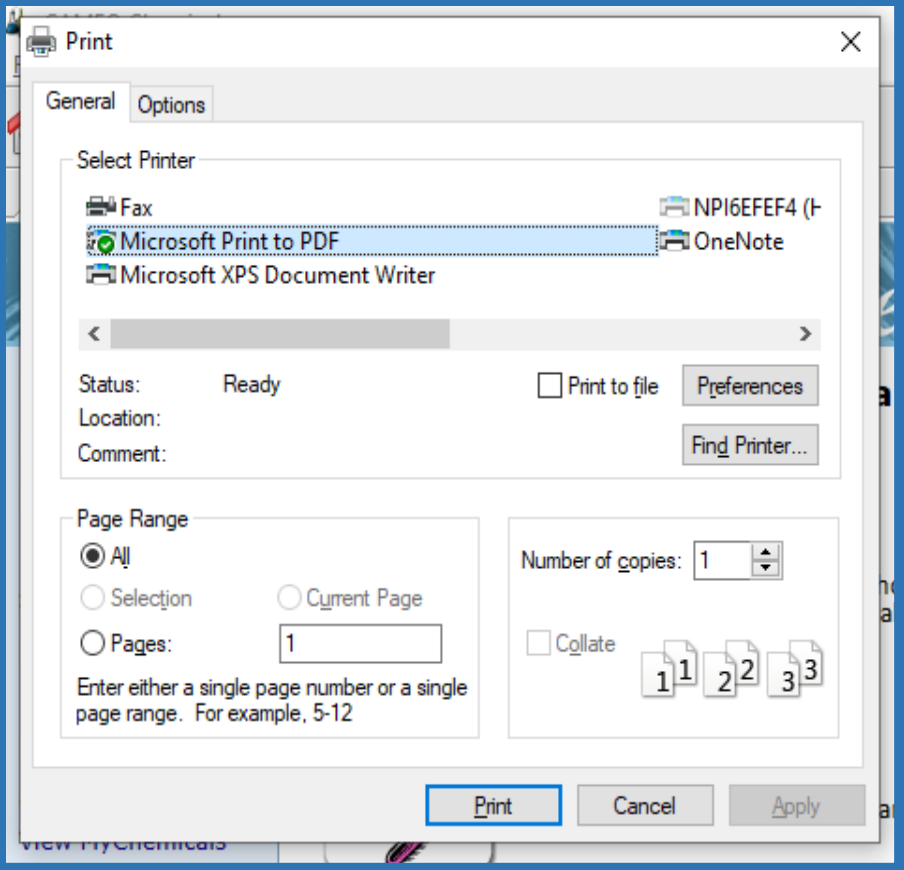 Print
General
Options
Select Printer
Fax
NPI6EFEF4 (H
Microsoft Print to PDF
OneNote
Microsoft XPS Document Writer
Status: Ready
Print to file
Preferences
Location:
Comment:
Find Printer...
Page Range
All
Number of copies: 1
Selection
Current Page
Pages: 1
Collate
1 1 2 2 3 3
Enter either a single page number or a single
page range. For example, 5-12
Print
Cancel
Apply
View MyChemicals